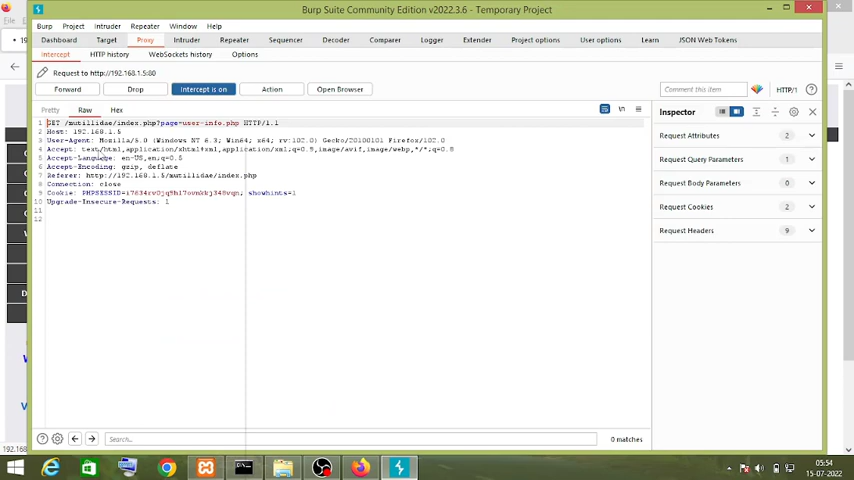 Burp Suite Community Edition v2022.3.6 - Temporary Project
Burp Project Intruder Repeater Window Help
Dashboard Target Proxy Intruder Repeater Sequencer Decoder Comparer Logger Extender Project options User options Learn JSON Web Tokens
Intercept HTTP history WebSockets history Options
Request to http://192.168.1.5:80
Forward Drop Intercept is on Action Open Browser Comment this item HTTP/1
Pretty Raw Hex \n Inspector
1 GET /mutillidae/index.php?page=user-info.php HTTP/1.1
2 Host: 192.168.1.5
3 User-Agent: Mozilla/5.0 (Windows NT 6.3; Win64; x64; rv:102.0) Gecko/20100101 Firefox/102.0
4 Accept: text/html,application/xhtml+xml,application/xml;q=0.9,image/avif,image/webp,*/*;q=0.8
5 Accept-Language: en-US,en;q=0.5
6 Accept-Encoding: gzip, deflate
7 Referer: http://192.168.1.5/mutillidae/index.php
8 Connection: close
9 Cookie: showhints=1
10 Upgrade-Insecure-Requests: 1
11
12
Request Attributes 2
Request Query Parameters 1
Request Body Parameters 0
Request Cookies 2
Request Headers 9
Search... 0 matches
192.168
05:54
15-07-2022